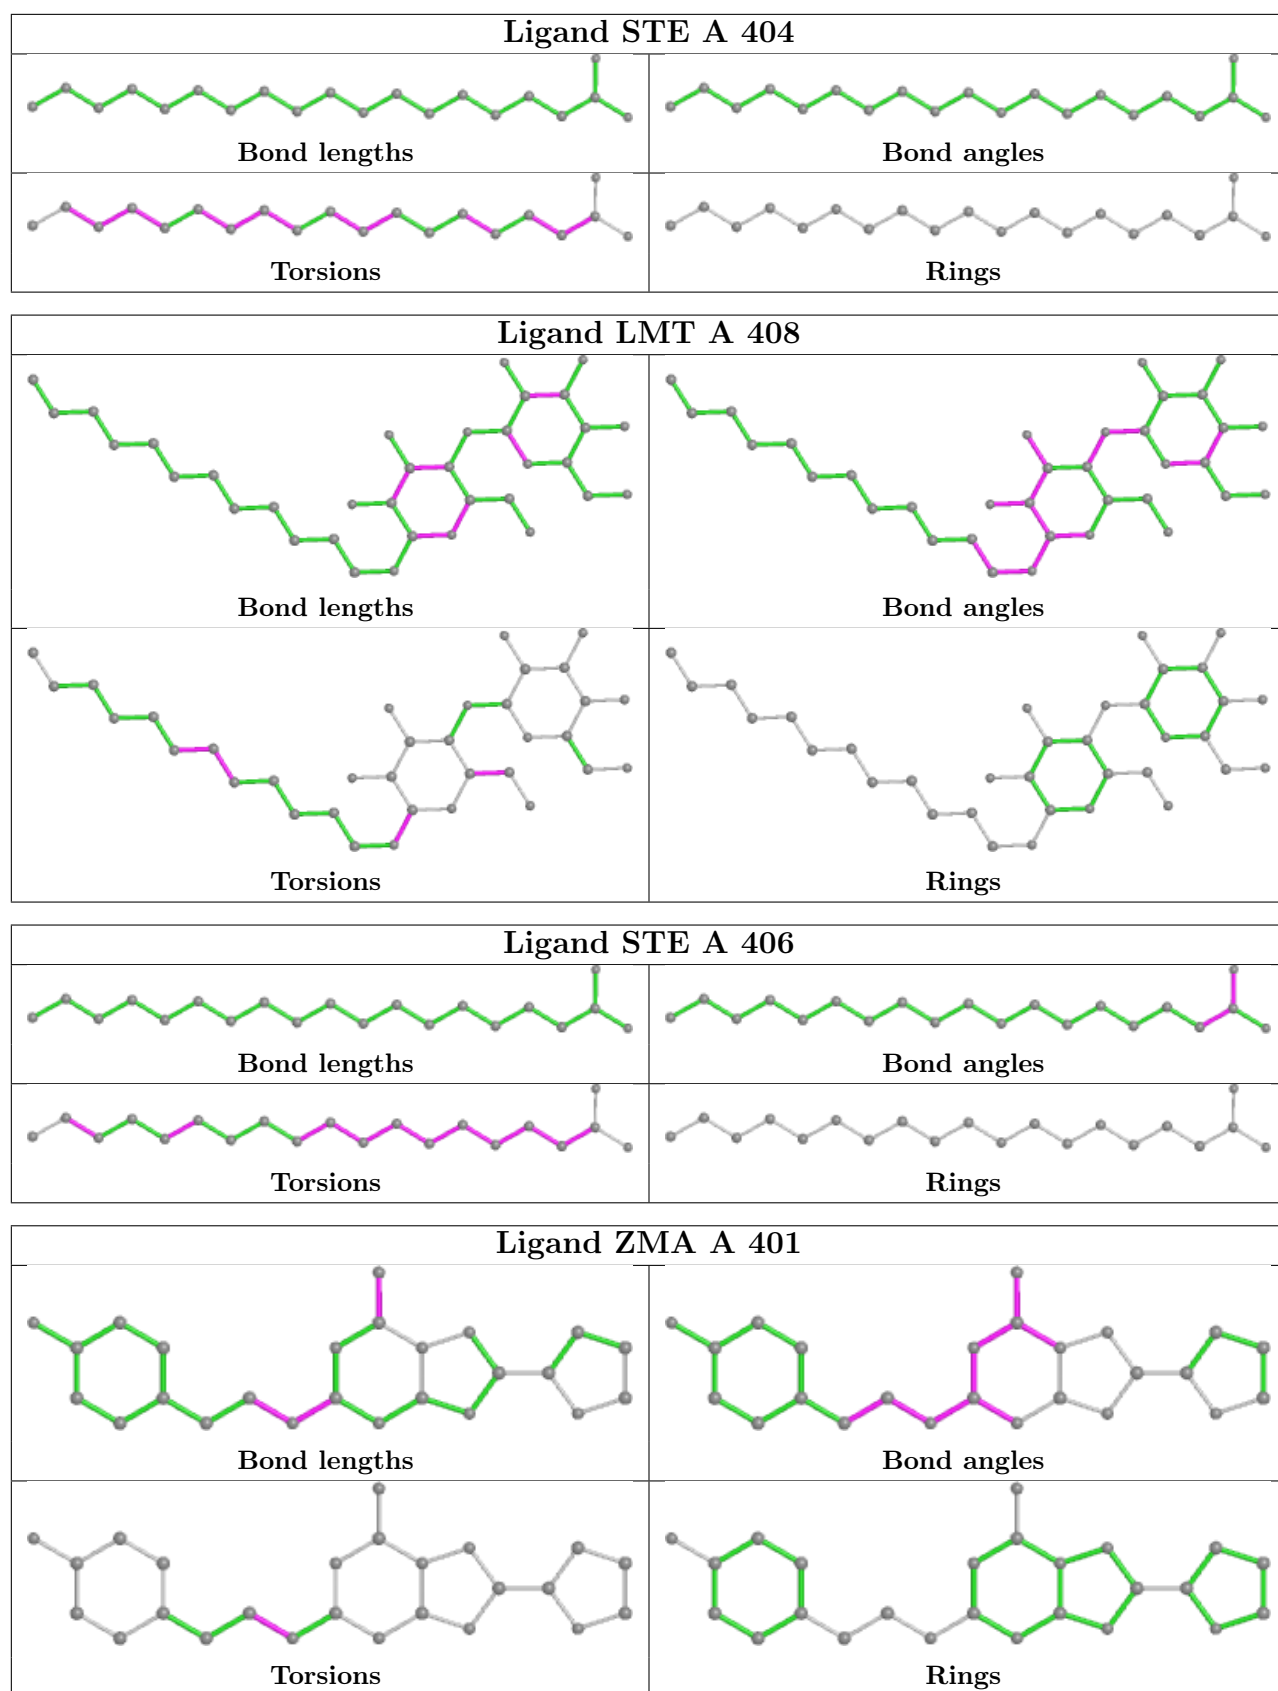 Ligand STE A 404
Bond lengths
Bond angles
Torsions
Rings
Ligand LMT A 408
Bond lengths
Bond angles
Torsions
Rings
Ligand STE A 406
Bond lengths
Bond angles
Torsions
Rings
Ligand ZMA A 401
Bond lengths
Bond angles
Torsions
Rings